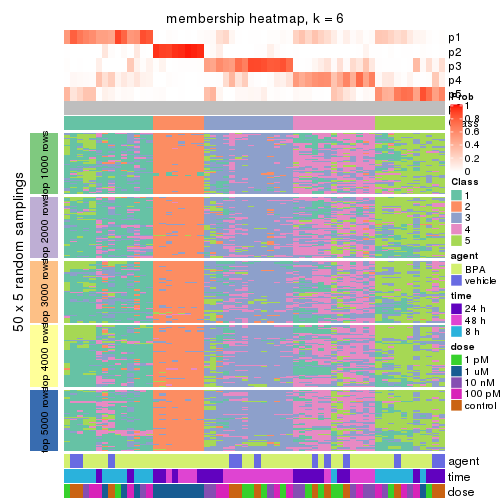 membership heatmap, k = 6
p1
p2
p3
p4
p5
Prob
1
0.8
0.6
0.4
0.2
0
Class
1
2
3
4
5
agent
BPA
vehicle
time
24 h
48 h
8 h
dose
1 pM
1 uM
10 nM
100 pM
control
50 x 5 random samplings
top 1000 rows
top 2000 rows
top 3000 rows
top 4000 rows
top 5000 rows
agent
time
dose